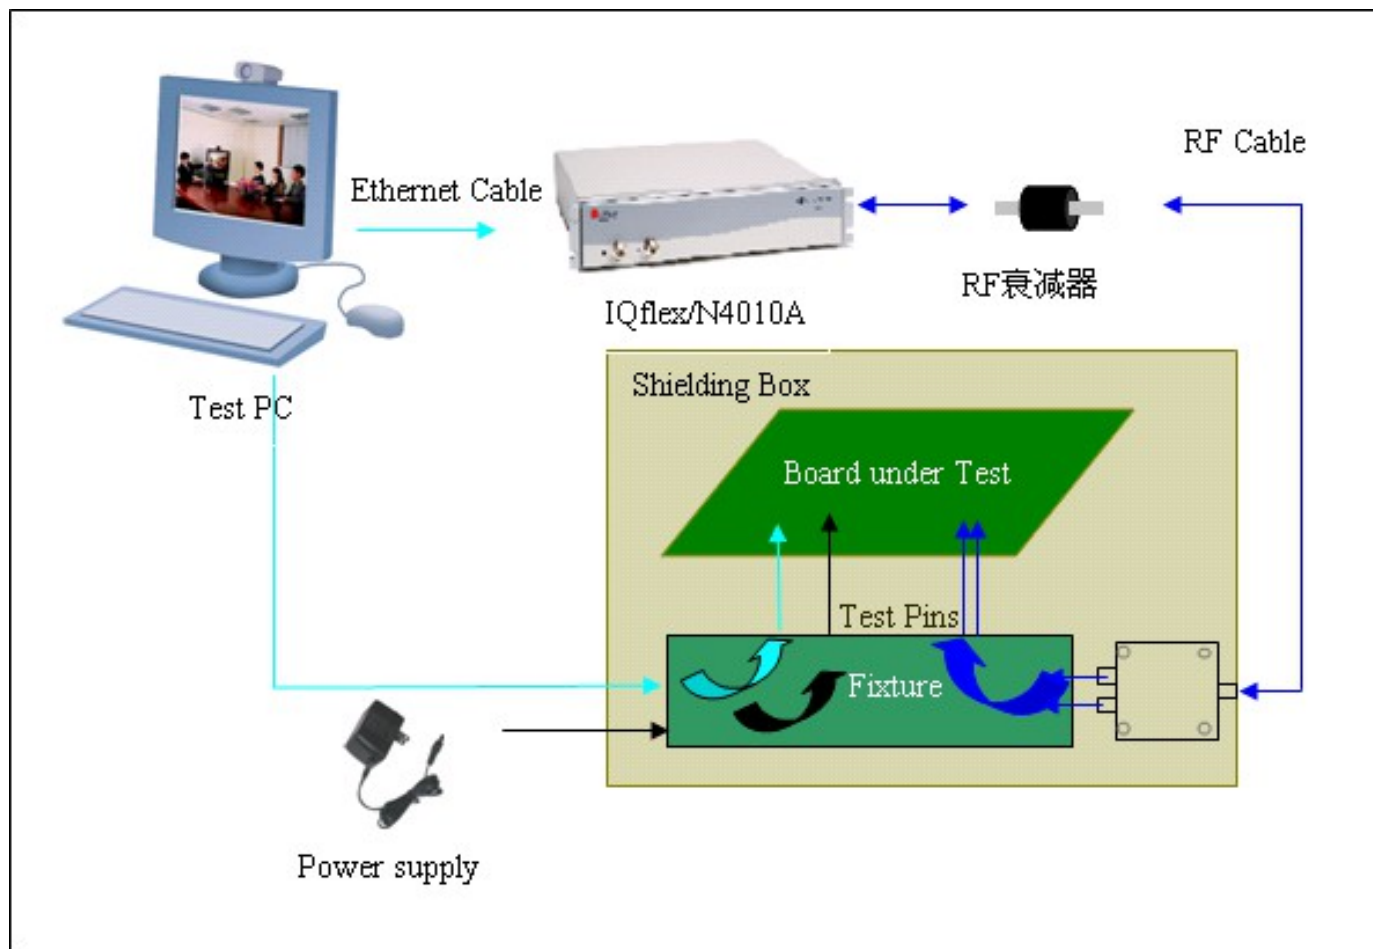 RF Cable
Ethernet Cable
RF衰减器
IQflex/N4010A
Shielding Box
Test PC
Board under Test
Test Pins
Fixture
Power supply